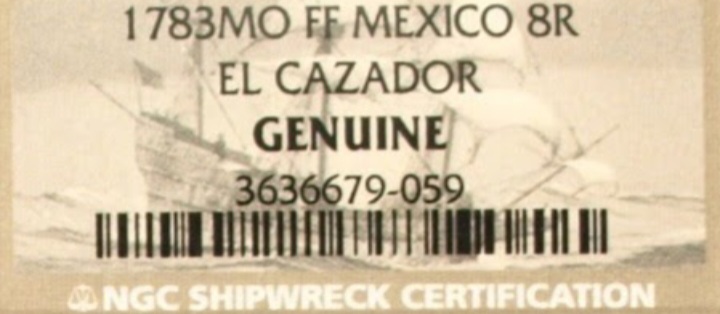 1783MO FF MEXICO 8R
EL CAZADOR
GENUINE
3636679-059
NGC SHIPWRECK CERTIFICATION